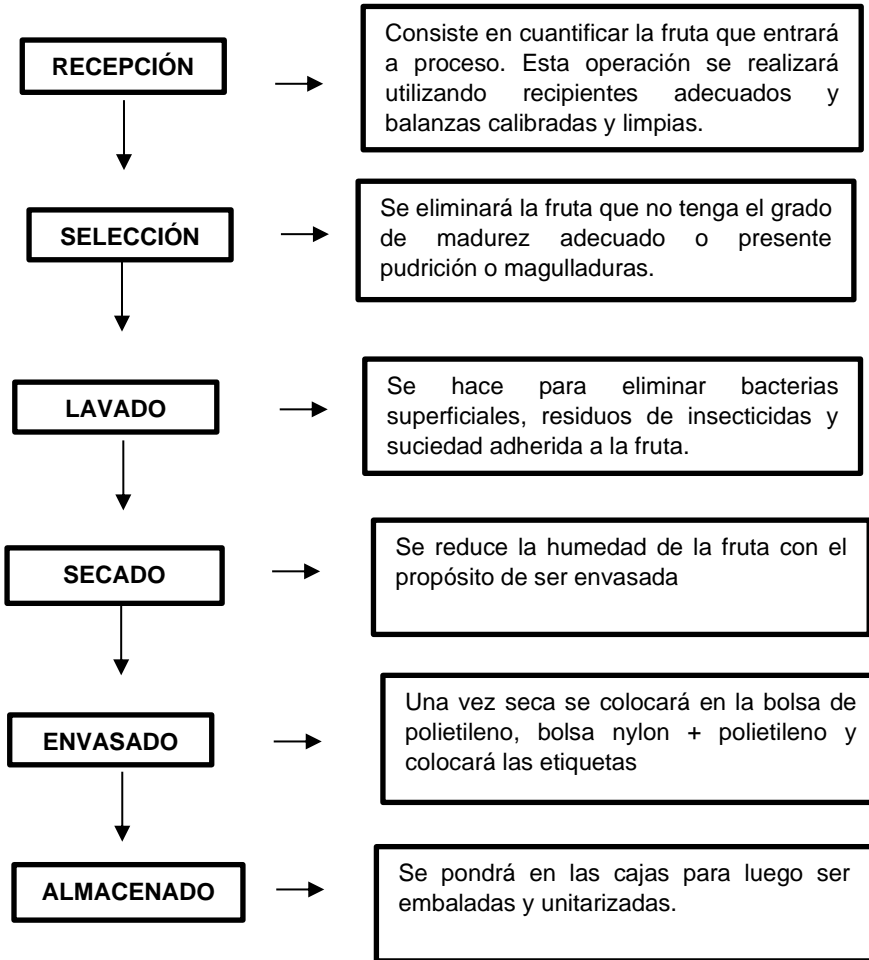 RECEPCIÓN
Consiste en cuantificar la fruta que entrará
a proceso. Esta operación se realizará
utilizando recipientes adecuados y
balanzas calibradas y limpias.
SELECCIÓN
Se eliminará la fruta que no tenga el grado
de madurez adecuado o presente
pudrición o magulladuras.
LAVADO
Se hace para eliminar bacterias
superficiales, residuos de insecticidas y
suciedad adherida a la fruta.
SECADO
Se reduce la humedad de la fruta con el
propósito de ser envasada
ENVASADO
Una vez seca se colocará en la bolsa de
polietileno, bolsa nylon + polietileno y
colocará las etiquetas
ALMACENADO
Se pondrá en las cajas para luego ser
embaladas y unitarizadas.